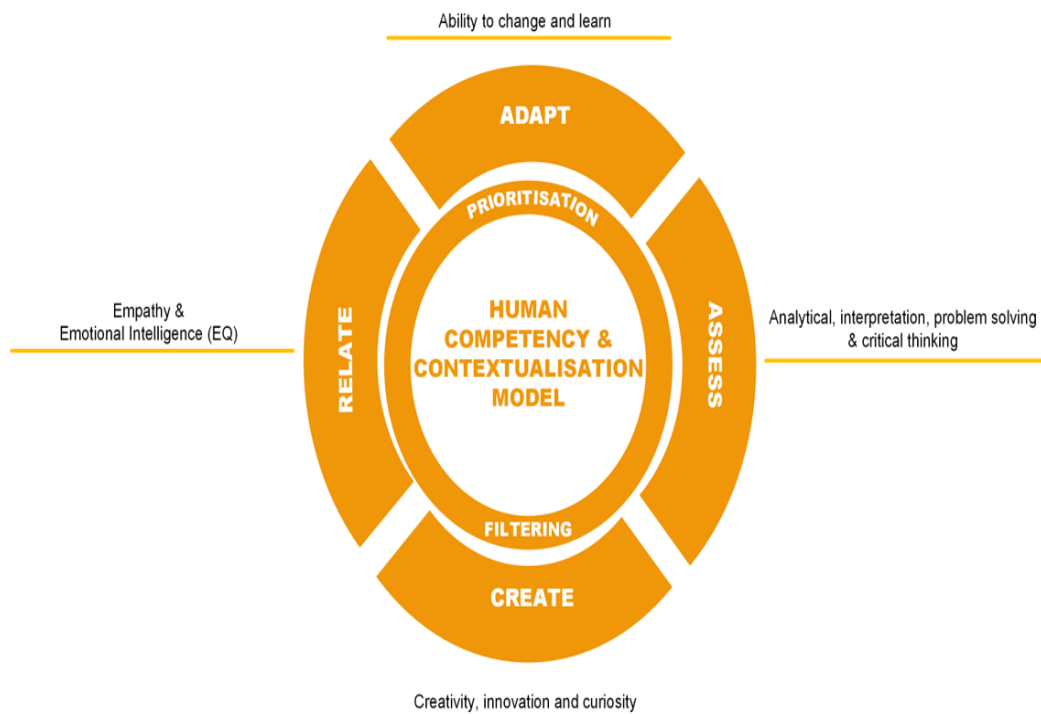 Ability to change and learn
ADAPT
PRIORITISATION
Empathy &
Emotional Intelligence (EQ)
RELATE
HUMAN
COMPETENCY &
CONTEXTUALISATION
MODEL
ASSESS
Analytical, interpretation, problem solving
& critical thinking
FILTERING
CREATE
Creativity, innovation and curiosity